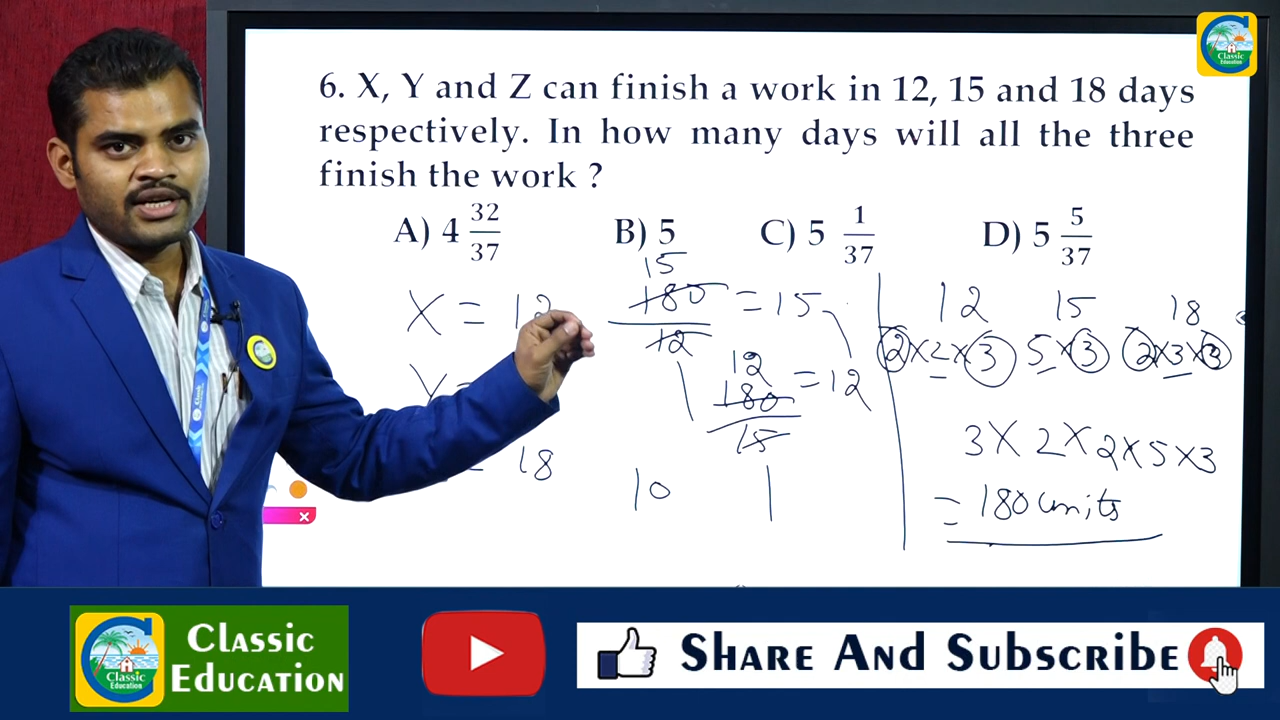 Classic
Education
6. X, Y and Z can finish a work in 12, 15 and 18 days
respectively. In how many days will all the three
finish the work ?
A) 4 32/37 B) 5 C) 5 1/37 D) 5 5/37
X = 12
15
180/12 = 15
Y =
12
180/15 = 12
= 18
10
12 15 18
2×2×3 5×3 2×3×3
3×2×2×5×3
= 180 units
Classic
Education
Classic
Education
Share And Subscribe